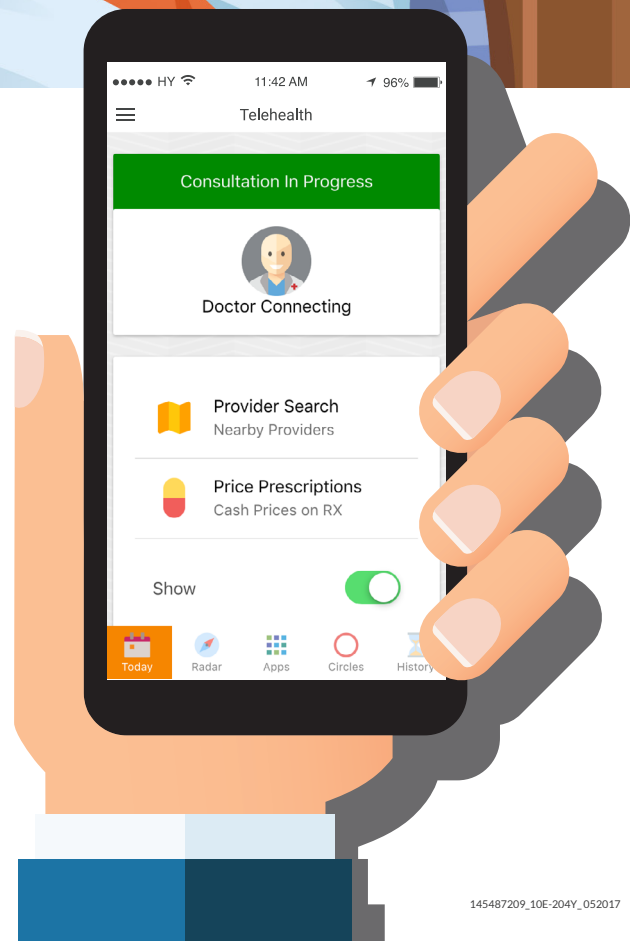 HY 11:42 AM 96%
Telehealth
Consultation In Progress
Doctor Connecting
Provider Search
Nearby Providers
Price Prescriptions
Cash Prices on RX
Show
Today Radar Apps Circles History
145487209_10E-204Y_052017